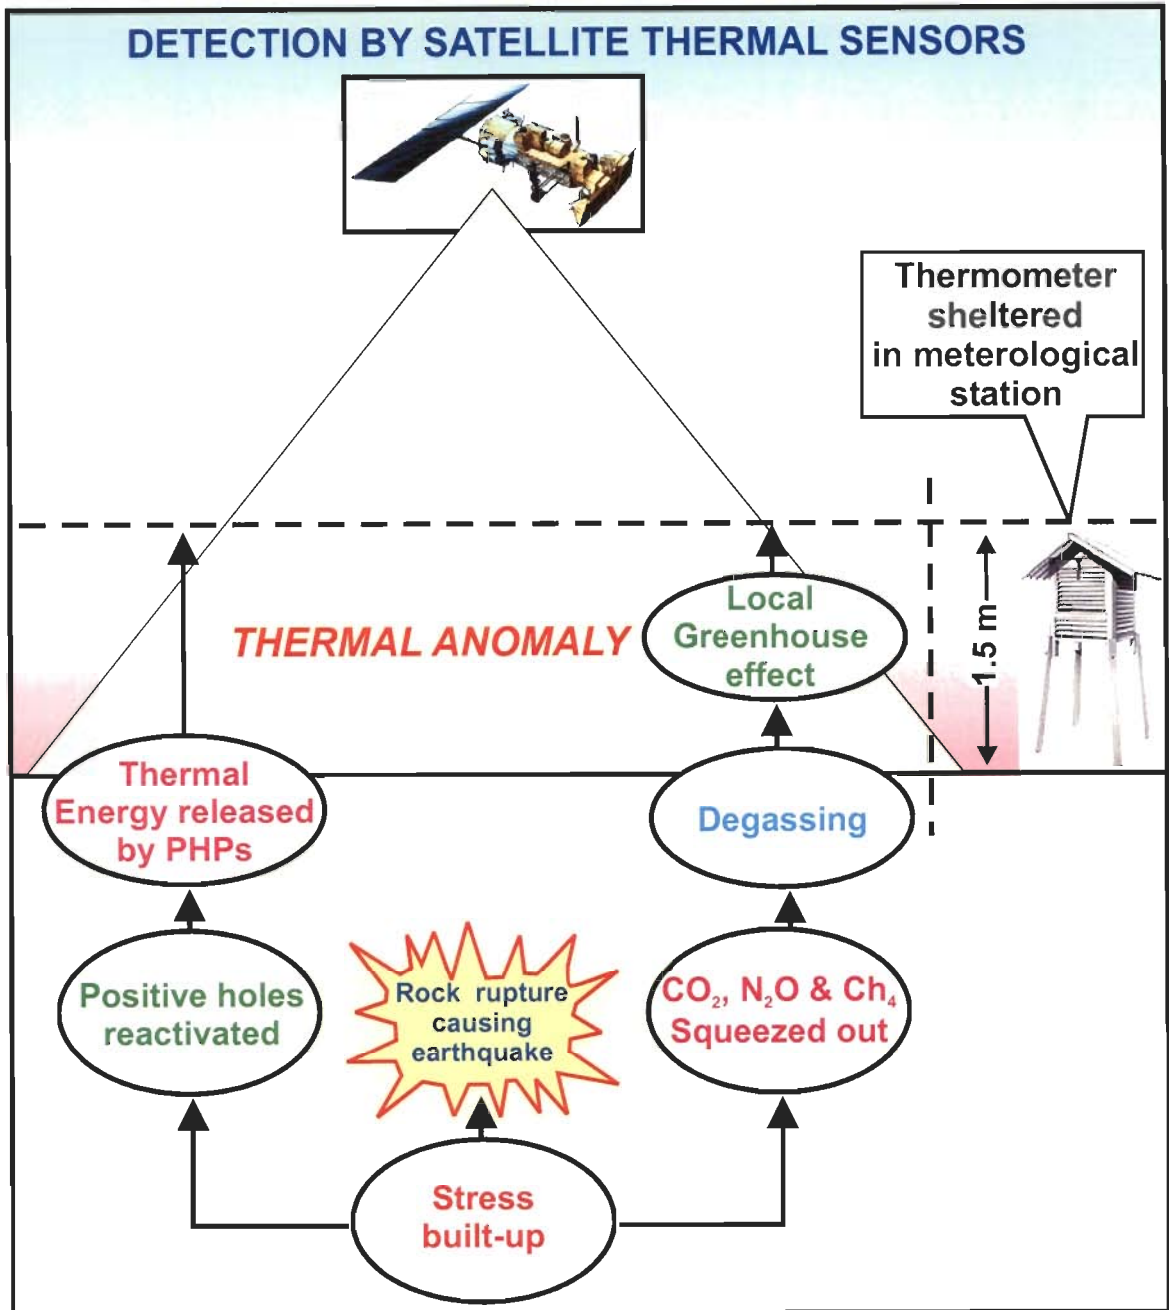 DETECTION BY SATELLITE THERMAL SENSORS
Thermometer
sheltered
in meterological
station
1.5 m
THERMAL ANOMALY
Local
Greenhouse
effect
Thermal
Energy released
by PHPs
Degassing
Positive holes
reactivated
Rock rupture
causing
earthquake
CO₂, N₂O & Ch₄
Squeezed out
Stress
built-up